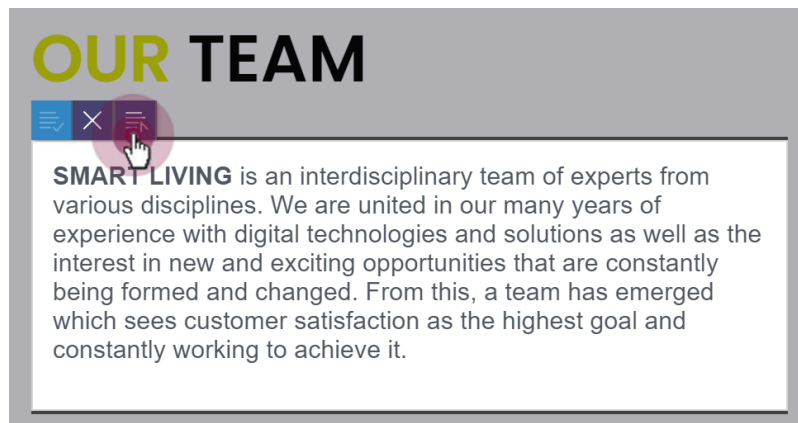 OUR TEAM
SMART LIVING is an interdisciplinary team of experts from
various disciplines. We are united in our many years of
experience with digital technologies and solutions as well as the
interest in new and exciting opportunities that are constantly
being formed and changed. From this, a team has emerged
which sees customer satisfaction as the highest goal and
constantly working to achieve it.